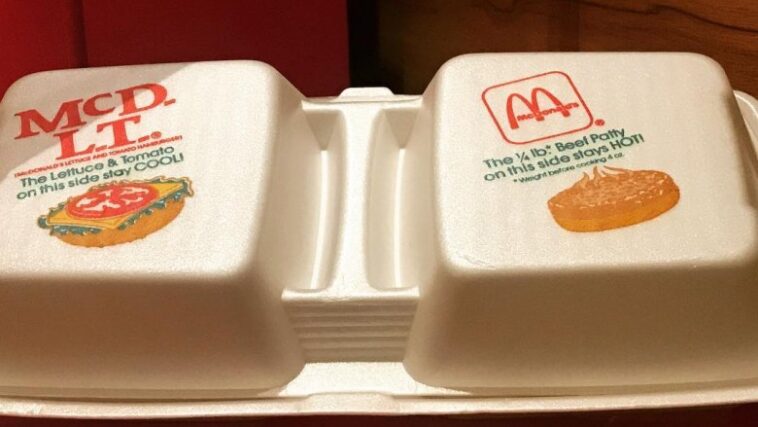 McD.
L.T.®
(McDONALD'S LETTUCE AND TOMATO HAMBURGER)
The Lettuce & Tomato
on this side stay COOL!
McDonald's
®
The ¼ lb.* Beef Patty
on this side stays HOT!
*Weight before cooking 4 oz.